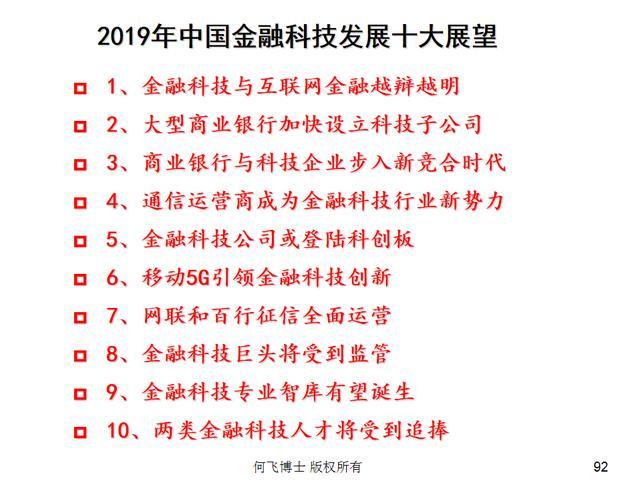 2019年中国金融科技发展十大展望
1、金融科技与互联网金融越辩越明
2、大型商业银行加快设立科技子公司
3、商业银行与科技企业步入新竞合时代
4、通信运营商成为金融科技行业新势力
5、金融科技公司或登陆科创板
6、移动5G引领金融科技创新
7、网联和百行征信全面运营
8、金融科技巨头将受到监管
9、金融科技专业智库有望诞生
10、两类金融科技人才将受到追捧
何飞博士 版权所有
92